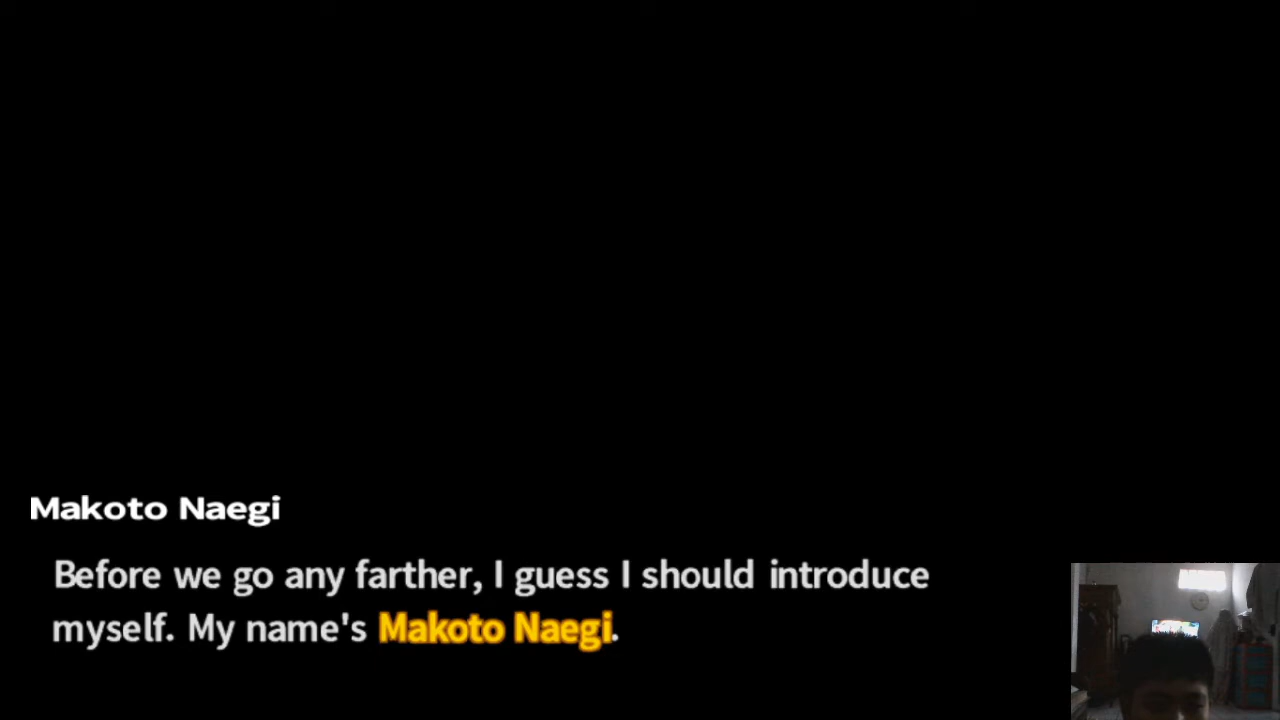 Makoto Naegi
Before we go any farther, I guess I should introduce
myself. My name's Makoto Naegi.